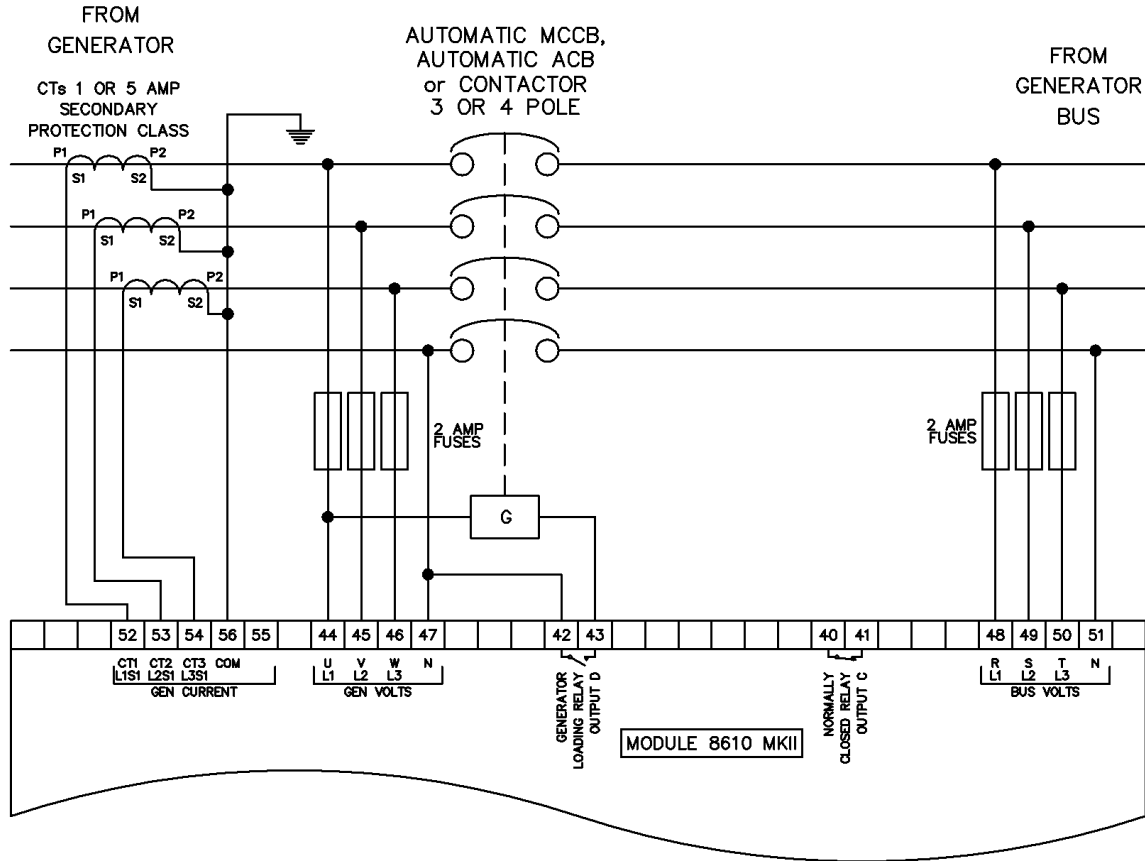 FROM
GENERATOR
CTs 1 OR 5 AMP
SECONDARY
PROTECTION CLASS
AUTOMATIC MCCB,
AUTOMATIC ACB
or CONTACTOR
3 OR 4 POLE
FROM
GENERATOR
BUS
P1 P2
S1 S2
P1 P2
S1 S2
P1 P2
S1 S2
2 AMP
FUSES
2 AMP
FUSES
G
52 53 54 56 55 44 45 46 47 42 43 40 41 48 49 50 51
CT1 CT2 CT3 COM
L1S1 L2S1 L3S1
GEN CURRENT
U V W N
L1 L2 L3
GEN VOLTS
GENERATOR
LOADING RELAY
OUTPUT D
MODULE 8610 MKII
NORMALLY
CLOSED RELAY
OUTPUT C
R S T N
L1 L2 L3
BUS VOLTS